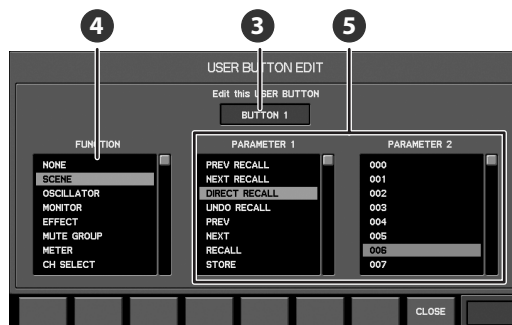 4
3
5
USER BUTTON EDIT
Edit this USER BUTTON
BUTTON 1
FUNCTION
PARAMETER 1
PARAMETER 2
NONE
SCENE
OSCILLATOR
MONITOR
EFFECT
MUTE GROUP
METER
CH SELECT
PREV RECALL
NEXT RECALL
DIRECT RECALL
UNDO RECALL
PREV
NEXT
RECALL
STORE
000
001
002
003
004
005
006
007
CLOSE